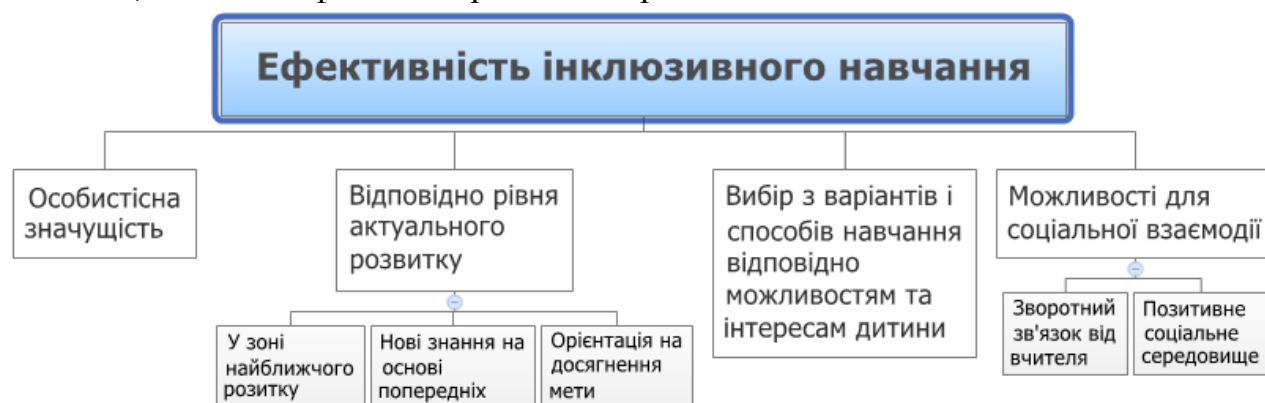 Ефективність інклюзивного навчання
Особистісна
значущість
Відповідно рівня
актуального
розвитку
Вибір з варіантів і
способів навчання
відповідно
можливостям та
інтересам дитини
Можливості для
соціальної взаємодії
У зоні
найближчого
розитку
Нові знання на
основі
попередніх
Орієнтація на
досягнення
мети
Зворотний
зв'язок від
вчителя
Позитивне
соціальне
середовище